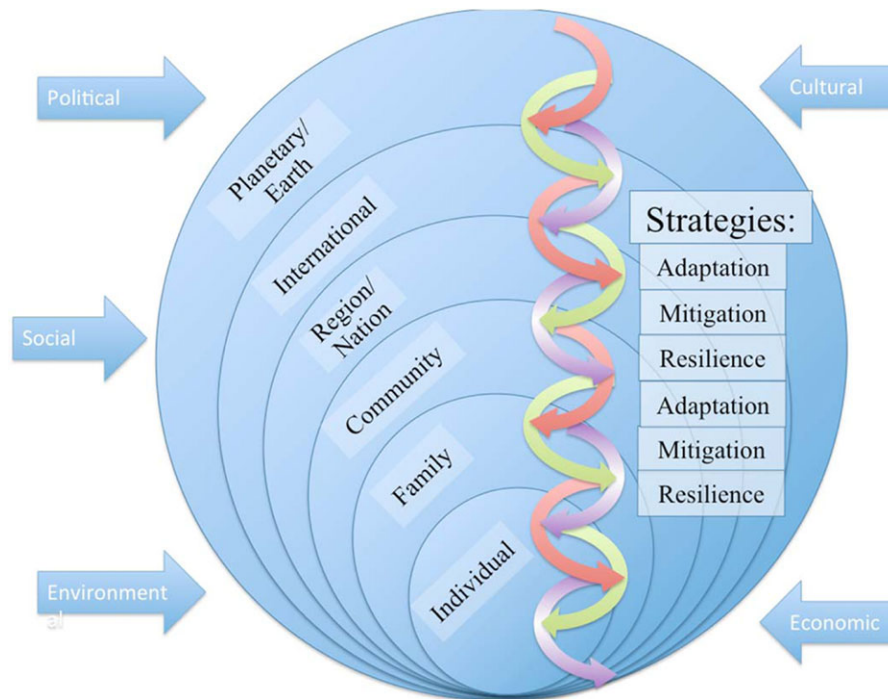 Political
Cultural
Planetary/
Earth
International
Region/
Nation
Community
Family
Individual
Strategies:
Adaptation
Mitigation
Resilience
Adaptation
Mitigation
Resilience
Social
Environment
al
Economic